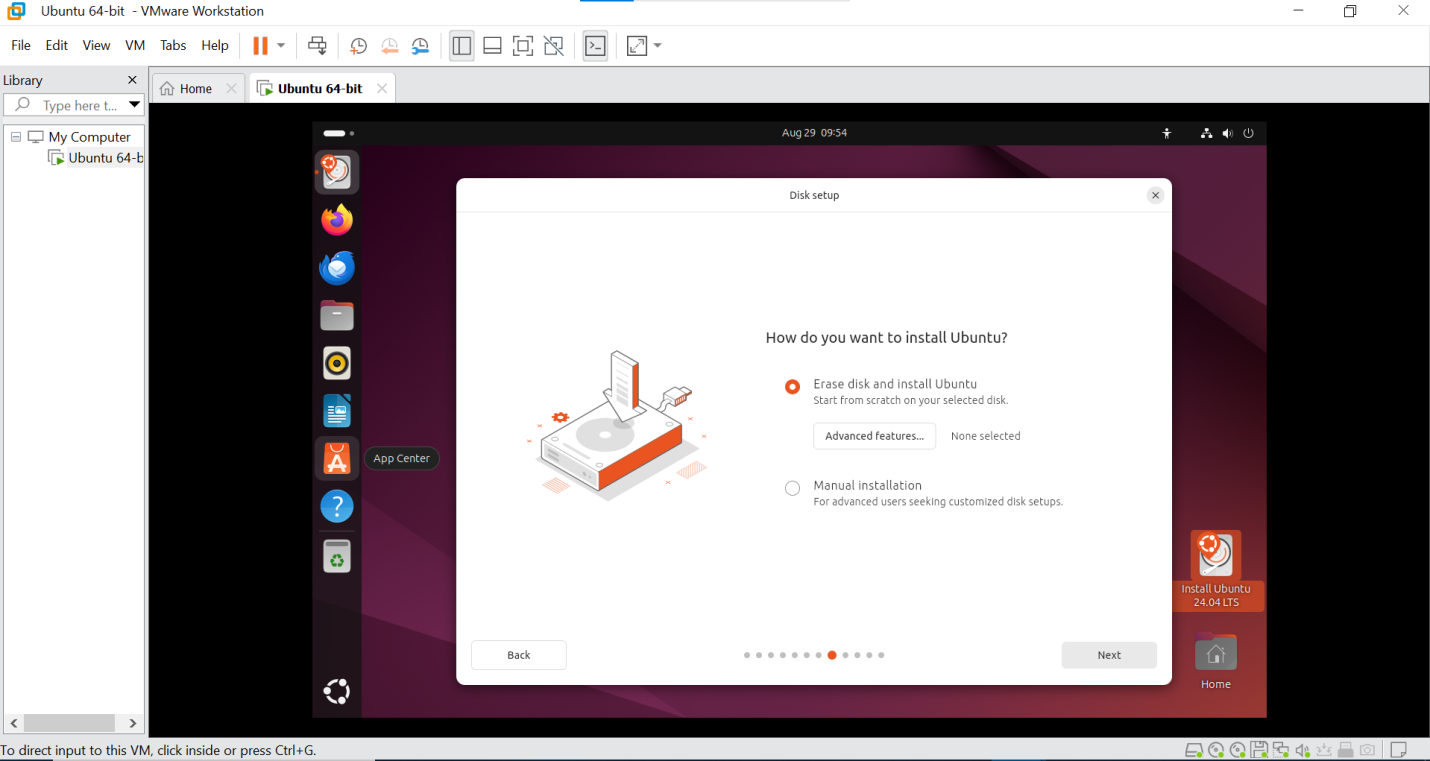 Ubuntu 64-bit - VMware Workstation
File Edit View VM Tabs Help
Library
Type here t...
My Computer
Ubuntu 64-b
Home
Ubuntu 64-bit
Aug 29 09:54
Disk setup
How do you want to install Ubuntu?
Erase disk and install Ubuntu
Start from scratch on your selected disk.
Advanced features... None selected
Manual installation
For advanced users seeking customized disk setups.
App Center
Install Ubuntu
24.04 LTS
Home
Back
Next
To direct input to this VM, click inside or press Ctrl+G.